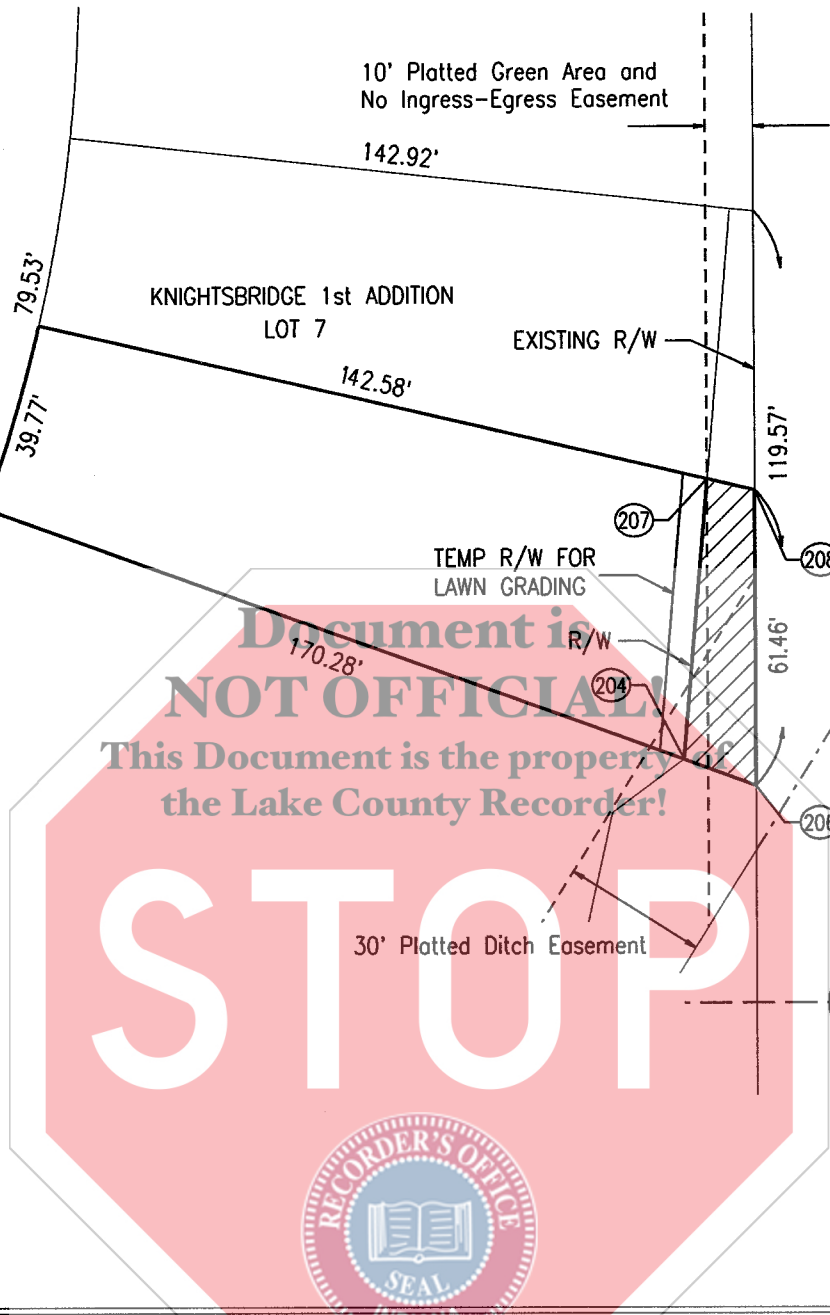 10' Platted Green Area and
No Ingress-Egress Easement
142.92'
79.53'
KNIGHTSBRIDGE 1st ADDITION
LOT 7
EXISTING R/W
142.58'
39.77'
119.57'
207
208
TEMP R/W FOR
LAWN GRADING
Document is
R/W
61.46'
170.28'
NOT OFFICIAL!
204
This Document is the property of
the Lake County Recorder!
206
30' Platted Ditch Easement
STOP
RECORDER'S OFFICE
SEAL